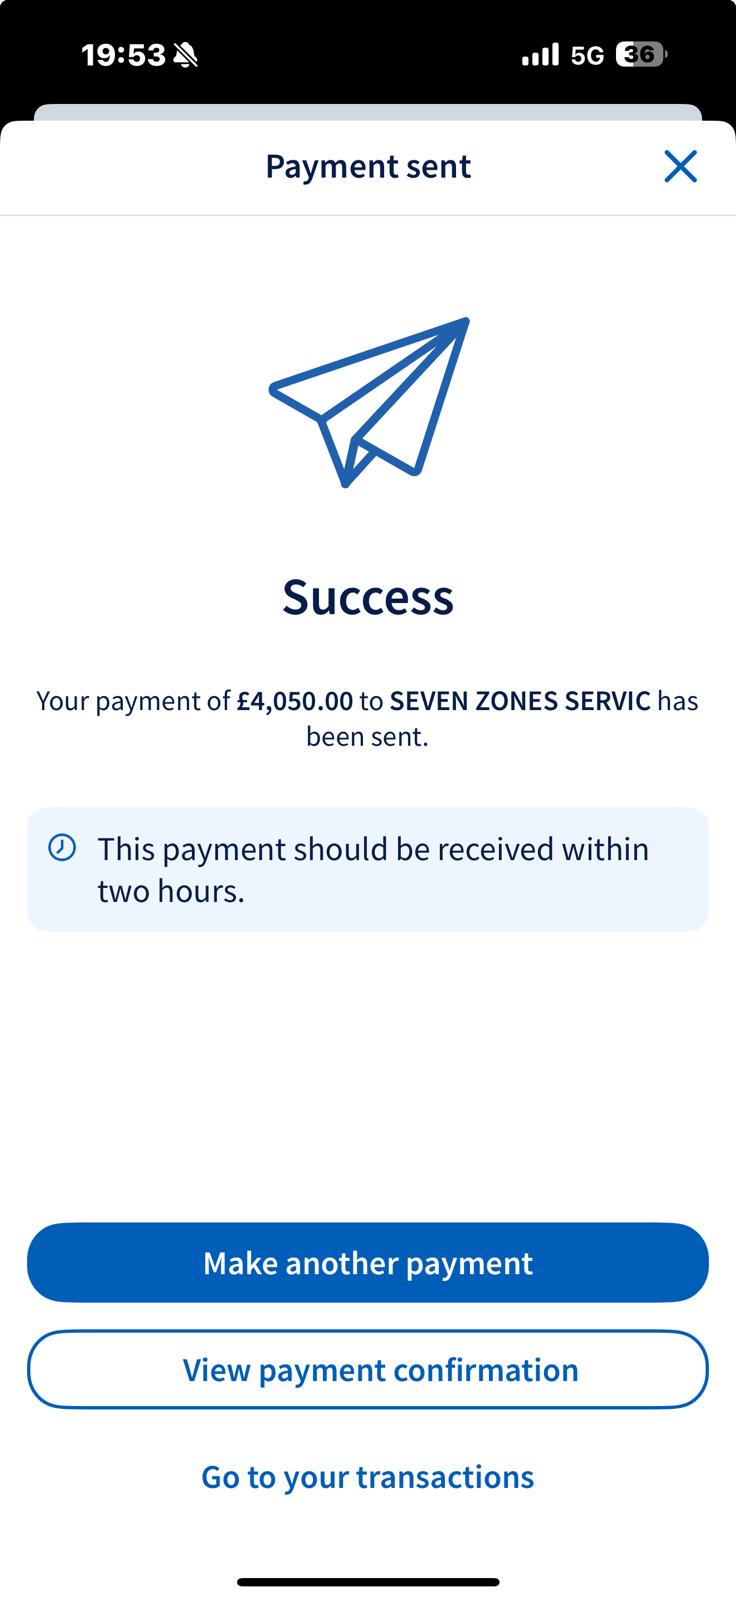 19:53 5G 36
Payment sent
Success
Your payment of £4,050.00 to SEVEN ZONES SERVIC has
been sent.
This payment should be received within
two hours.
Make another payment
View payment confirmation
Go to your transactions